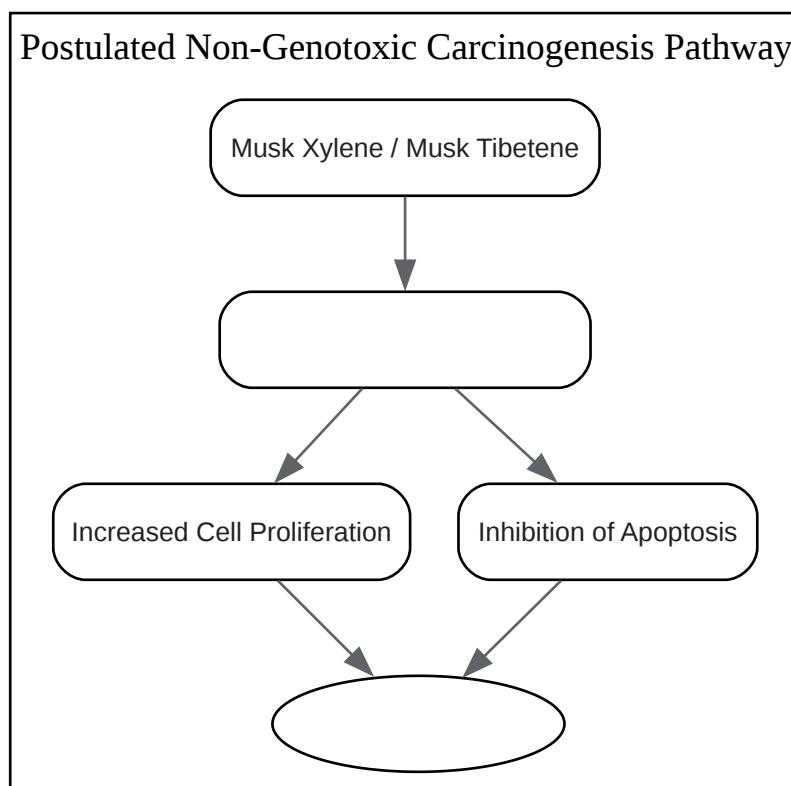 Postulated Non-Genotoxic Carcinogenesis Pathway
Musk Xylene / Musk Tibetene
Increased Cell Proliferation
Inhibition of Apoptosis